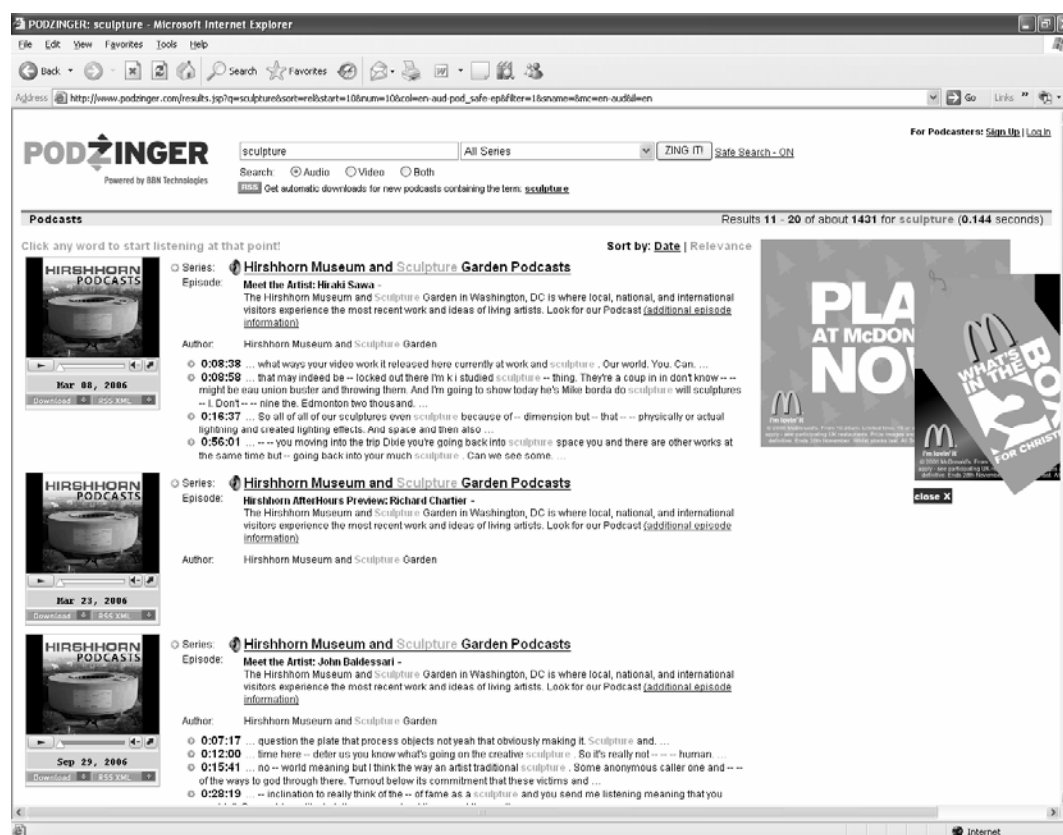 PODZINGER: sculpture - Microsoft Internet Explorer
File Edit View Favorites Tools Help
Back Search Favorites
Address http://www.podzinger.com/results.jsp?q=sculpture&sort=rel&start=10&num=10&col=en-aud-pod_safe-ep&filter=1&sname=&mc=en-aud&il=en Go Links »
For Podcasters: Sign Up | Log In
PODZINGER
Powered by BBN Technologies
sculpture All Series ZING IT! Safe Search - ON
Search: Audio Video Both
RSS Get automatic downloads for new podcasts containing the term: sculpture
Podcasts Results 11 - 20 of about 1431 for sculpture (0.144 seconds)
Click any word to start listening at that point! Sort by: Date | Relevance
HIRSHHORN
PODCASTS
Mar 08, 2006
Download RSS XML
Series: Hirshhorn Museum and Sculpture Garden Podcasts
Episode: Meet the Artist: Hiraki Sawa -
The Hirshhorn Museum and Sculpture Garden in Washington, DC is where local, national, and international
visitors experience the most recent work and ideas of living artists. Look for our Podcast (additional episode
information)
Author: Hirshhorn Museum and Sculpture Garden
0:08:38 ... what ways your video work it released here currently at work and sculpture . Our world. You. Can. ...
0:08:58 ... that may indeed be -- locked out there I'm k i studied sculpture -- thing. They're a coup in in don't know -- --
might be eau union buster and throwing them. And I'm going to show today he's Mike borda do sculpture will sculptures
-- I. Don't -- -- nine the. Edmonton two thousand. ...
0:16:37 ... So all of all of our sculptures even sculpture because of -- dimension but -- that -- -- physically or actual
lightning and created lighting effects. And space and then also ...
0:56:01 ... -- -- you moving into the trip Dixie you're going back into sculpture space you and there are other works at
the same time but -- going back into your much sculpture . Can we see some. ...
HIRSHHORN
PODCASTS
Mar 23, 2006
Download RSS XML
Series: Hirshhorn Museum and Sculpture Garden Podcasts
Episode: Hirshhorn AfterHours Preview: Richard Chartier -
The Hirshhorn Museum and Sculpture Garden in Washington, DC is where local, national, and international
visitors experience the most recent work and ideas of living artists. Look for our Podcast (additional episode
information)
Author: Hirshhorn Museum and Sculpture Garden
HIRSHHORN
PODCASTS
Sep 29, 2006
Download RSS XML
Series: Hirshhorn Museum and Sculpture Garden Podcasts
Episode: Meet the Artist: John Baldessari -
The Hirshhorn Museum and Sculpture Garden in Washington, DC is where local, national, and international
visitors experience the most recent work and ideas of living artists. Look for our Podcast (additional episode
information)
Author: Hirshhorn Museum and Sculpture Garden
0:07:17 ... question the plate that process objects not yeah that obviously making it. Sculpture and. ...
0:12:00 ... time here -- deter us you know what's going on the creative sculpture . So it's really not -- -- -- human. ...
0:15:41 ... no -- world meaning but I think the way an artist traditional sculpture . Some anonymous caller one and -- --
of the ways to god through there. Turnout below its commitment that these victims and ...
0:28:19 ... -- inclination to really think of the -- of fame as a sculpture and you send me listening meaning that you
PLA
AT McDON
NOW
i'm lovin' it
WHAT'S
IN THE
BOX
FOR CHRIST
i'm lovin' it
close X
Internet